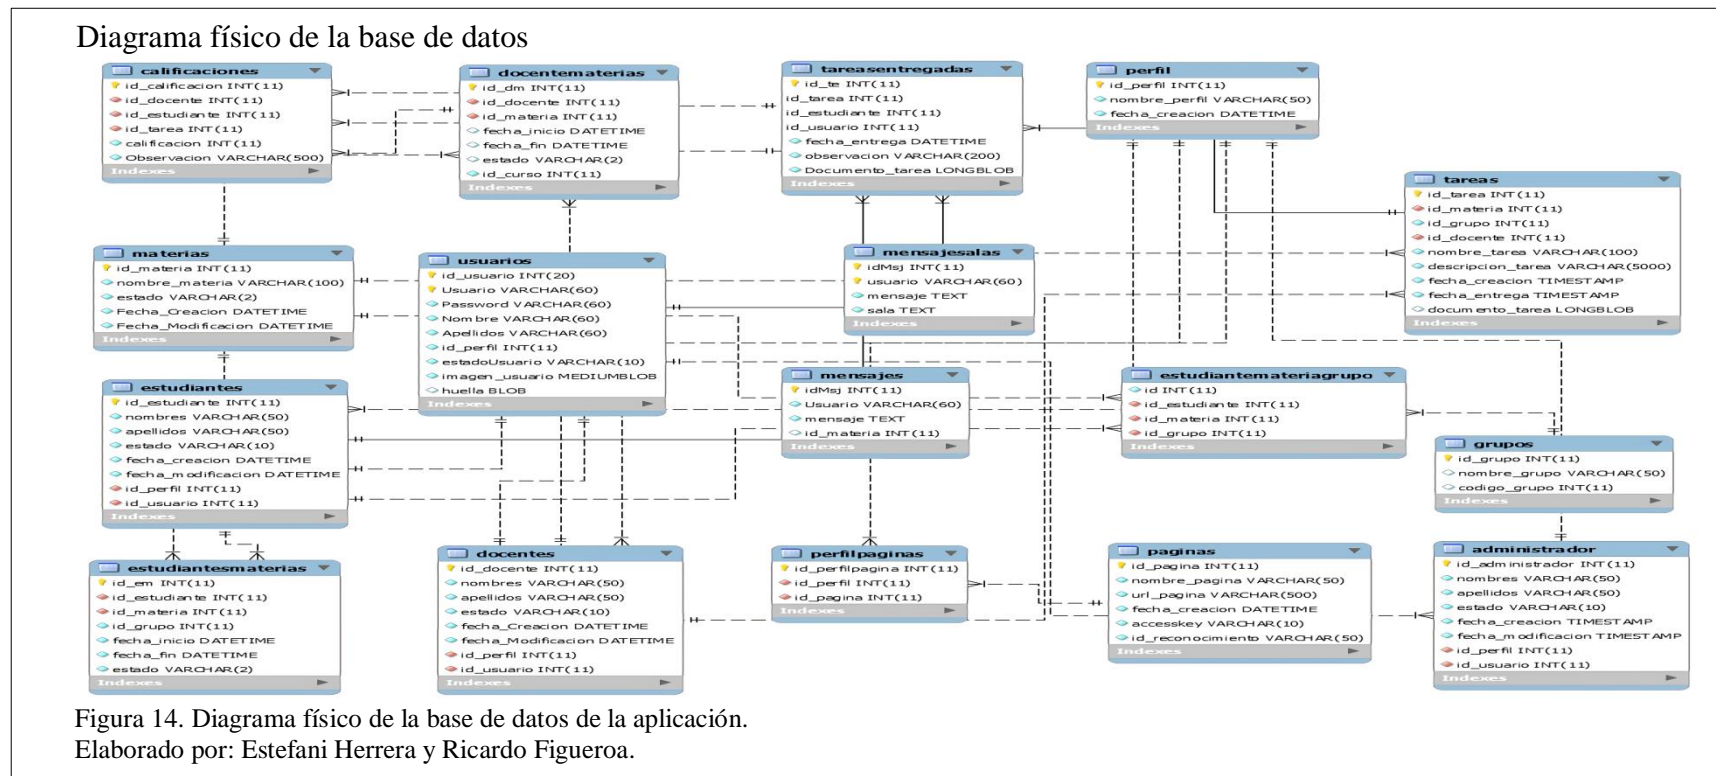 Diagrama físico de la base de datos
calificaciones
id_calificacion INT(11)
id_docente INT(11)
id_estudiante INT(11)
id_tarea INT(11)
calificacion INT(11)
Observacion VARCHAR(500)
Indexes
docentematerias
id_dm INT(11)
id_docente INT(11)
id_materia INT(11)
fecha_inicio DATETIME
fecha_fin DATETIME
estado VARCHAR(2)
id_curso INT(11)
Indexes
tareasentregadas
id_te INT(11)
id_tarea INT(11)
id_estudiante INT(11)
id_usuario INT(11)
fecha_entrega DATETIME
observacion VARCHAR(200)
Documento_tarea LONGBLOB
Indexes
perfil
id_perfil INT(11)
nombre_perfil VARCHAR(50)
fecha_creacion DATETIME
Indexes
tareas
id_tarea INT(11)
id_materia INT(11)
id_grupo INT(11)
id_docente INT(11)
nombre_tarea VARCHAR(100)
descripcion_tarea VARCHAR(5000)
fecha_creacion TIMESTAMP
fecha_entrega TIMESTAMP
documento_tarea LONGBLOB
Indexes
materias
id_materia INT(11)
nombre_materia VARCHAR(100)
estado VARCHAR(2)
Fecha_Creacion DATETIME
Fecha_Modificacion DATETIME
Indexes
usuarios
id_usuario INT(20)
Usuario VARCHAR(60)
Password VARCHAR(60)
Nombre VARCHAR(60)
Apellidos VARCHAR(60)
id_perfil INT(11)
estadoUsuario VARCHAR(10)
imagen_usuario MEDIUMBLOB
huella BLOB
Indexes
mensajesalas
idMsj INT(11)
usuario VARCHAR(60)
mensaje TEXT
sala TEXT
Indexes
estudiantes
id_estudiante INT(11)
nombres VARCHAR(50)
apellidos VARCHAR(50)
estado VARCHAR(10)
fecha_creacion DATETIME
fecha_modificacion DATETIME
id_perfil INT(11)
id_usuario INT(11)
Indexes
mensajes
idMsj INT(11)
Usuario VARCHAR(60)
mensaje TEXT
id_materia INT(11)
Indexes
estudiantemateriagrupo
id INT(11)
id_estudiante INT(11)
id_materia INT(11)
id_grupo INT(11)
Indexes
grupos
id_grupo INT(11)
nombre_grupo VARCHAR(50)
codigo_grupo INT(11)
Indexes
estudiantesmaterias
id_em INT(11)
id_estudiante INT(11)
id_materia INT(11)
id_grupo INT(11)
fecha_inicio DATETIME
fecha_fin DATETIME
estado VARCHAR(2)
Indexes
docentes
id_docente INT(11)
nombres VARCHAR(50)
apellidos VARCHAR(50)
estado VARCHAR(10)
fecha_Creacion DATETIME
fecha_Modificacion DATETIME
id_perfil INT(11)
id_usuario INT(11)
Indexes
perfilpaginas
id_perfilpagina INT(11)
id_perfil INT(11)
id_pagina INT(11)
Indexes
paginas
id_pagina INT(11)
nombre_pagina VARCHAR(50)
url_pagina VARCHAR(500)
fecha_creacion DATETIME
accesskey VARCHAR(10)
id_reconocimiento VARCHAR(50)
Indexes
administrador
id_administrador INT(11)
nombres VARCHAR(50)
apellidos VARCHAR(50)
estado VARCHAR(10)
fecha_creacion TIMESTAMP
fecha_modificacion TIMESTAMP
id_perfil INT(11)
id_usuario INT(11)
Indexes
Figura 14. Diagrama físico de la base de datos de la aplicación.
Elaborado por: Estefani Herrera y Ricardo Figueroa.